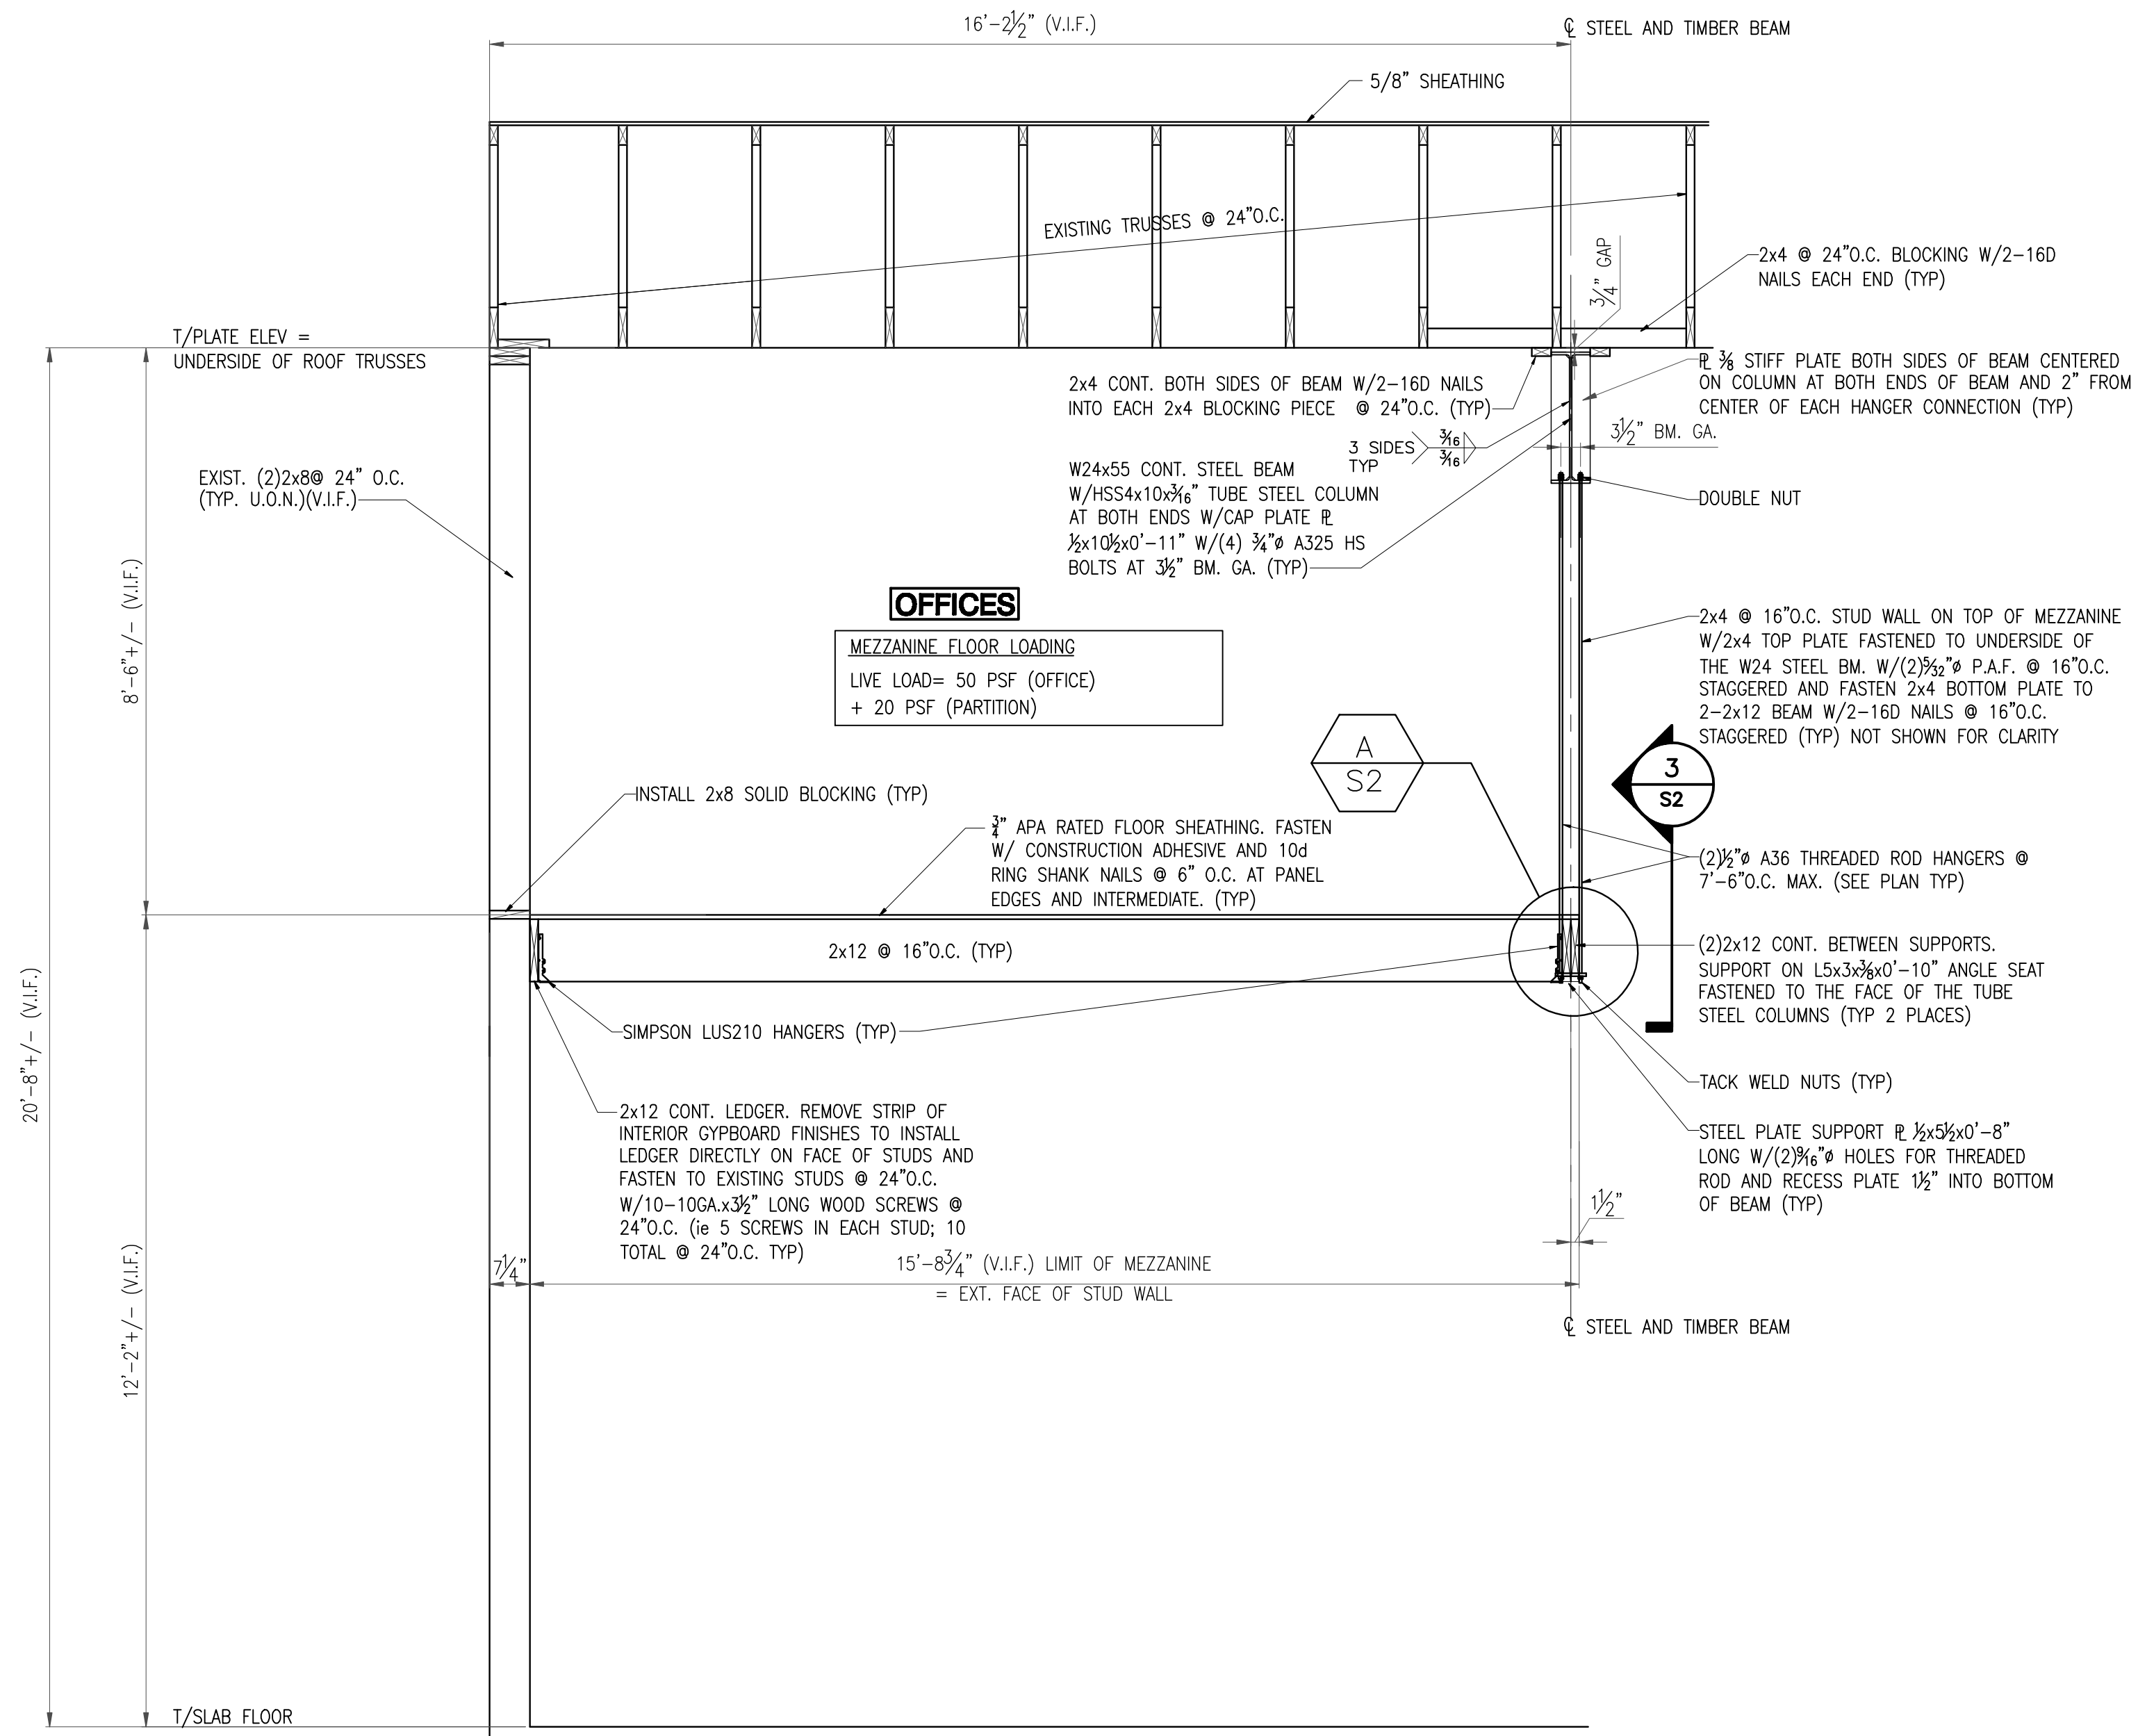 16'-2½" (V.I.F.)
℄ STEEL AND TIMBER BEAM
5/8" SHEATHING
EXISTING TRUSSES @ 24"O.C.
3/4" GAP
2x4 @ 24"O.C. BLOCKING W/2-16D
NAILS EACH END (TYP)
T/PLATE ELEV =
UNDERSIDE OF ROOF TRUSSES
2x4 CONT. BOTH SIDES OF BEAM W/2-16D NAILS
INTO EACH 2x4 BLOCKING PIECE @ 24"O.C. (TYP)
℄ ⅜ STIFF PLATE BOTH SIDES OF BEAM CENTERED
ON COLUMN AT BOTH ENDS OF BEAM AND 2" FROM
CENTER OF EACH HANGER CONNECTION (TYP)
3½" BM. GA.
3 SIDES
TYP
3/16
3/16
EXIST. (2)2x8@ 24" O.C.
(TYP. U.O.N.)(V.I.F.)
W24x55 CONT. STEEL BEAM
W/HSS4x10x3/16" TUBE STEEL COLUMN
AT BOTH ENDS W/CAP PLATE PL
½x10½x0'-11" W/(4) ¾"ø A325 HS
BOLTS AT 3½" BM. GA. (TYP)
DOUBLE NUT
8'-6"+/- (V.I.F.)
OFFICES
MEZZANINE FLOOR LOADING
LIVE LOAD= 50 PSF (OFFICE)
+ 20 PSF (PARTITION)
2x4 @ 16"O.C. STUD WALL ON TOP OF MEZZANINE
W/2x4 TOP PLATE FASTENED TO UNDERSIDE OF
THE W24 STEEL BM. W/(2)5/32"ø P.A.F. @ 16"O.C.
STAGGERED AND FASTEN 2x4 BOTTOM PLATE TO
2-2x12 BEAM W/2-16D NAILS @ 16"O.C.
STAGGERED (TYP) NOT SHOWN FOR CLARITY
A
S2
3
S2
INSTALL 2x8 SOLID BLOCKING (TYP)
¾" APA RATED FLOOR SHEATHING. FASTEN
W/ CONSTRUCTION ADHESIVE AND 10d
RING SHANK NAILS @ 6" O.C. AT PANEL
EDGES AND INTERMEDIATE. (TYP)
(2)½"ø A36 THREADED ROD HANGERS @
7'-6"O.C. MAX. (SEE PLAN TYP)
2x12 @ 16"O.C. (TYP)
(2)2x12 CONT. BETWEEN SUPPORTS.
SUPPORT ON L5x3x⅜x0'-10" ANGLE SEAT
FASTENED TO THE FACE OF THE TUBE
STEEL COLUMNS (TYP 2 PLACES)
SIMPSON LUS210 HANGERS (TYP)
20'-8"+/- (V.I.F.)
TACK WELD NUTS (TYP)
2x12 CONT. LEDGER. REMOVE STRIP OF
INTERIOR GYPBOARD FINISHES TO INSTALL
LEDGER DIRECTLY ON FACE OF STUDS AND
FASTEN TO EXISTING STUDS @ 24"O.C.
W/10-10GA.x3½" LONG WOOD SCREWS @
24"O.C. (ie 5 SCREWS IN EACH STUD; 10
TOTAL @ 24"O.C. TYP)
STEEL PLATE SUPPORT PL ½x5½x0'-8"
LONG W/(2)9/16"ø HOLES FOR THREADED
ROD AND RECESS PLATE 1½" INTO BOTTOM
OF BEAM (TYP)
1½"
7¼"
15'-8¾" (V.I.F.) LIMIT OF MEZZANINE
= EXT. FACE OF STUD WALL
12'-2"+/- (V.I.F.)
℄ STEEL AND TIMBER BEAM
T/SLAB FLOOR